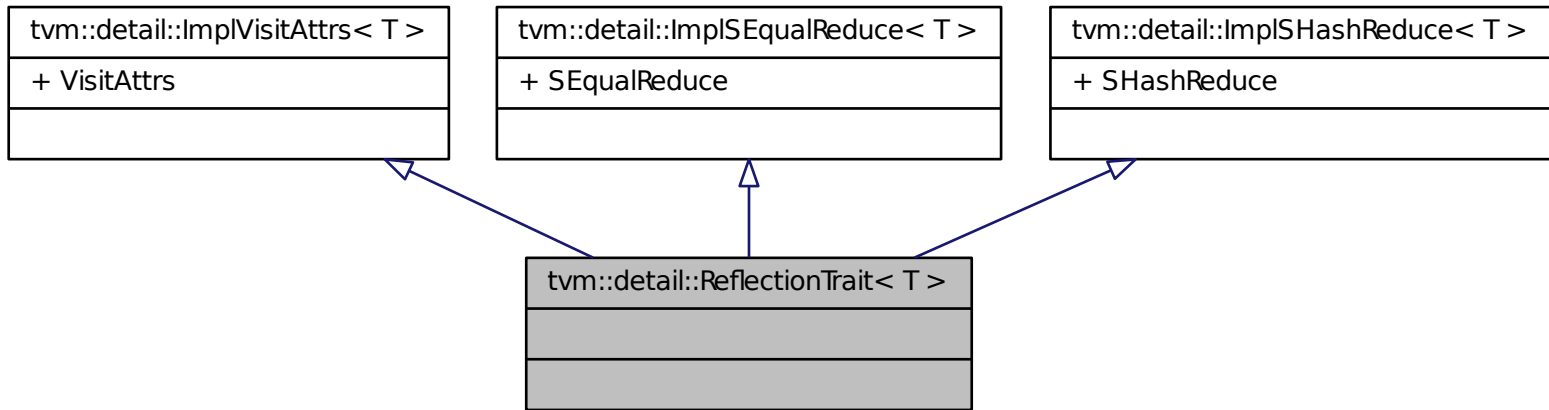 tvm::detail::ImplVisitAttrs< T >
+ VisitAttrs
tvm::detail::ImplSEqualReduce< T >
+ SEqualReduce
tvm::detail::ImplSHashReduce< T >
+ SHashReduce
tvm::detail::ReflectionTrait< T >